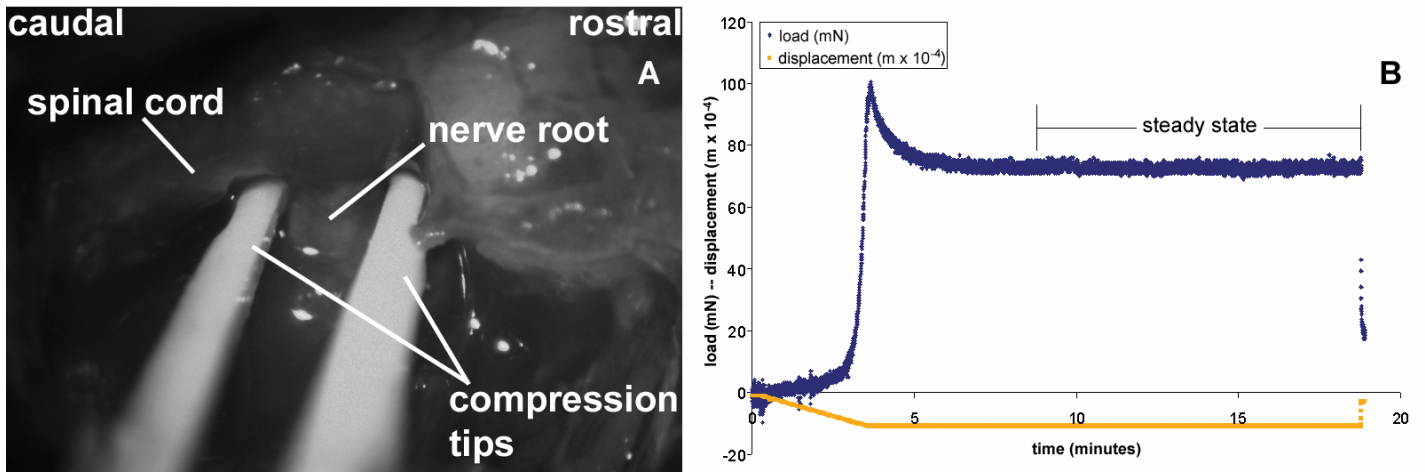 caudal
rostral
A
spinal cord
nerve root
compression
tips
B
load (mN)
displacement (m x 10⁻⁴)
steady state
load (mN) -- displacement (m x 10⁻⁴)
120
100
80
60
40
20
0
-20
0
5
10
15
20
time (minutes)